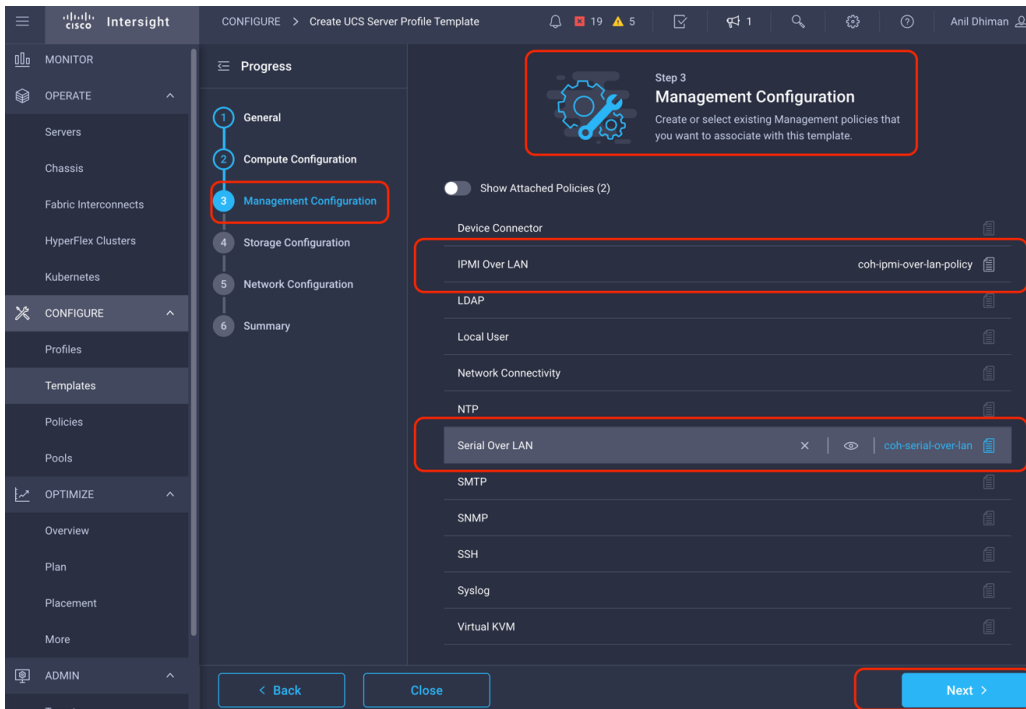 cisco Intersight
CONFIGURE > Create UCS Server Profile Template
19 5
1
Anil Dhiman
MONITOR
OPERATE
Servers
Chassis
Fabric Interconnects
HyperFlex Clusters
Kubernetes
CONFIGURE
Profiles
Templates
Policies
Pools
OPTIMIZE
Overview
Plan
Placement
More
ADMIN
Progress
1 General
2 Compute Configuration
3 Management Configuration
4 Storage Configuration
5 Network Configuration
6 Summary
Step 3
Management Configuration
Create or select existing Management policies that
you want to associate with this template.
Show Attached Policies (2)
Device Connector
IPMI Over LAN coh-ipmi-over-lan-policy
LDAP
Local User
Network Connectivity
NTP
Serial Over LAN coh-serial-over-lan
SMTP
SNMP
SSH
Syslog
Virtual KVM
< Back
Close
Next >